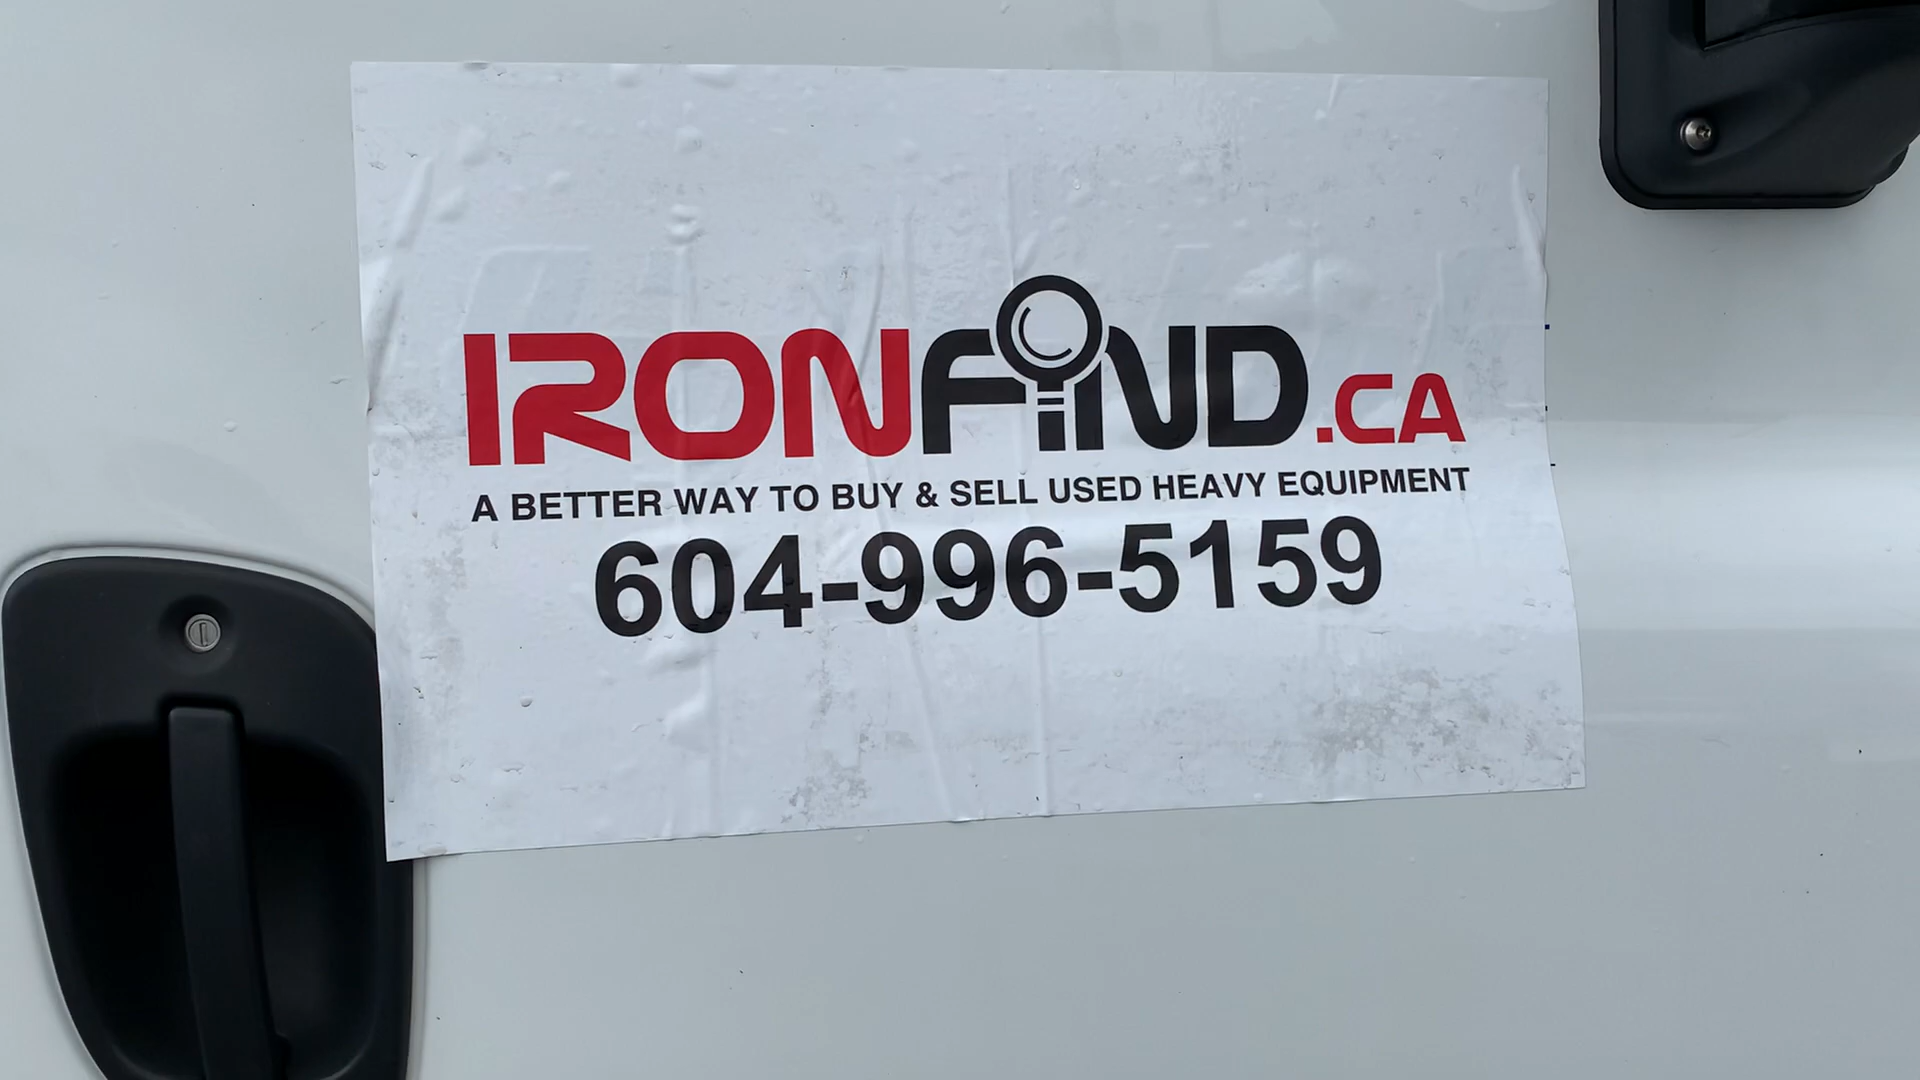 IRONFIND.CA
A BETTER WAY TO BUY & SELL USED HEAVY EQUIPMENT
604-996-5159